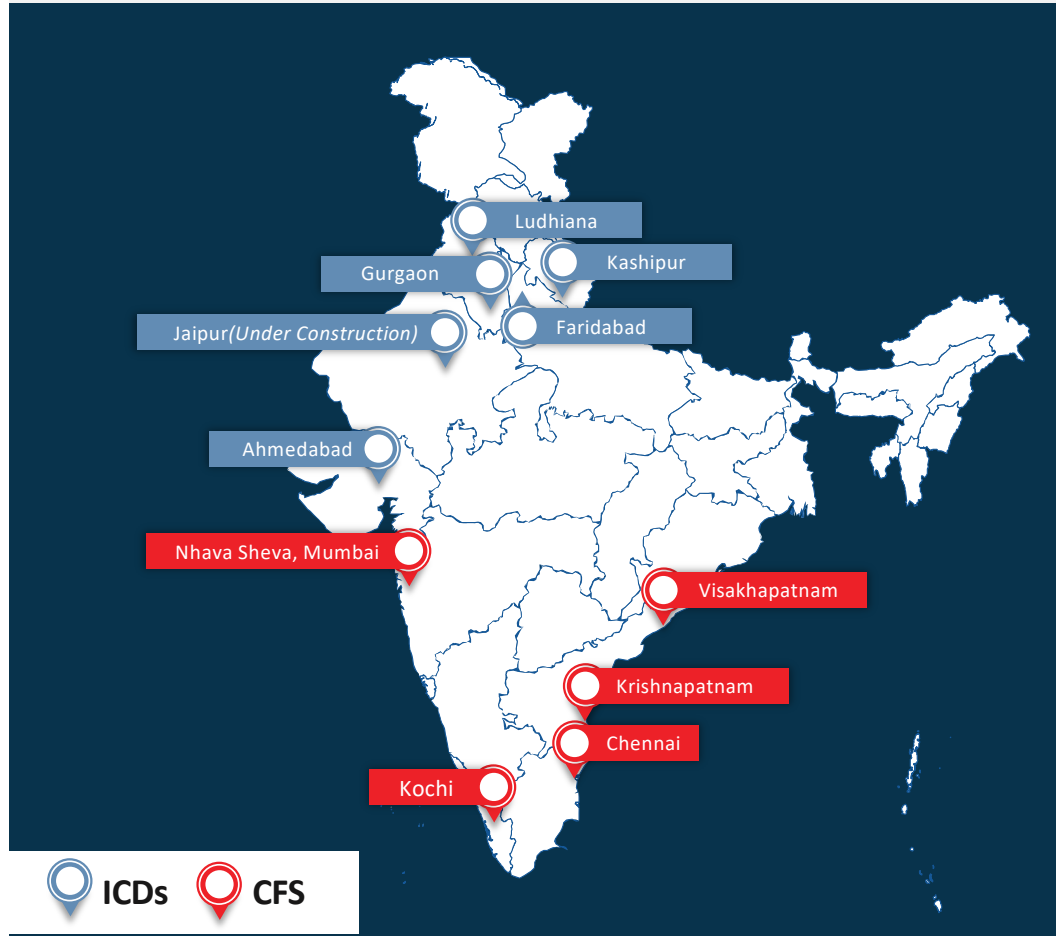 Ludhiana
Kashipur
Gurgaon
Jaipur(Under Construction)
Faridabad
Ahmedabad
Nhava Sheva, Mumbai
Visakhapatnam
Krishnapatnam
Chennai
Kochi
ICDs
CFS